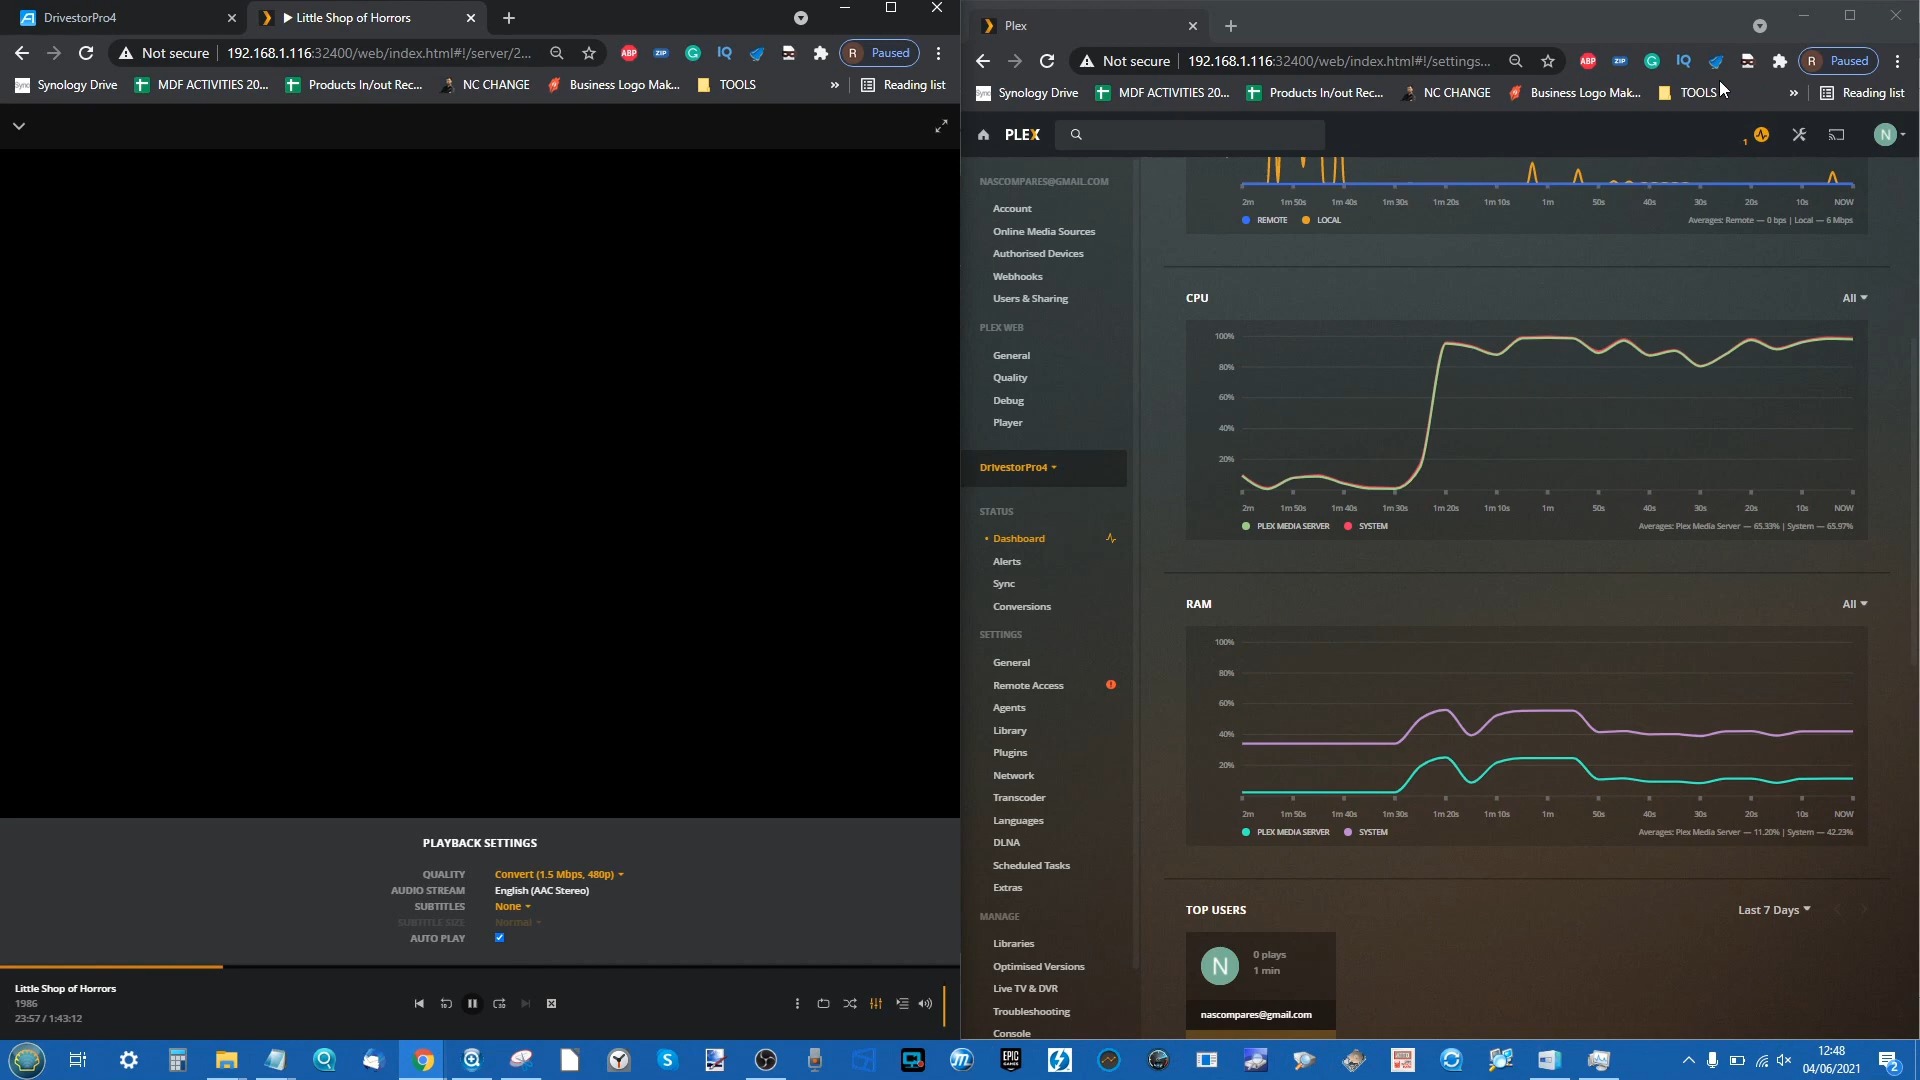 DrivestorPro4
Little Shop of Horrors
Not secure
192.168.1.116:32400/web/index.html#!/server/2...
ABP
ZIP
IQ
R
Paused
Synology Drive
MDF ACTIVITIES 20...
Products In/out Rec...
NC CHANGE
Business Logo Mak...
TOOLS
»
Reading list
PLAYBACK SETTINGS
QUALITY Convert (1.5 Mbps, 480p)
AUDIO STREAM English (AAC Stereo)
SUBTITLES None
SUBTITLE SIZE Normal
AUTO PLAY
Little Shop of Horrors
1986
23:57 / 1:43:12
Plex
Not secure
192.168.1.116:32400/web/index.html#!/settings...
ABP
ZIP
IQ
R
Paused
Synology Drive
MDF ACTIVITIES 20...
Products In/out Rec...
NC CHANGE
Business Logo Mak...
TOOLS
»
Reading list
PLEX
1
N
NASCOMPARES@GMAIL.COM
Account
Online Media Sources
Authorised Devices
Webhooks
Users & Sharing
PLEX WEB
General
Quality
Debug
Player
DrivestorPro4
STATUS
Dashboard
Alerts
Sync
Conversions
SETTINGS
General
Remote Access
Agents
Library
Plugins
Network
Transcoder
Languages
DLNA
Scheduled Tasks
Extras
MANAGE
Libraries
Optimised Versions
Live TV & DVR
Troubleshooting
Console
2m 1m 50s 1m 40s 1m 30s 1m 20s 1m 10s 1m 50s 40s 30s 20s 10s NOW
REMOTE LOCAL
Averages: Remote — 0 bps | Local — 6 Mbps
CPU
All
100%
80%
60%
40%
20%
2m 1m 50s 1m 40s 1m 30s 1m 20s 1m 10s 1m 50s 40s 30s 20s 10s NOW
PLEX MEDIA SERVER SYSTEM
Averages: Plex Media Server — 65.33% | System — 65.97%
RAM
All
100%
80%
60%
40%
20%
2m 1m 50s 1m 40s 1m 30s 1m 20s 1m 10s 1m 50s 40s 30s 20s 10s NOW
PLEX MEDIA SERVER SYSTEM
Averages: Plex Media Server — 11.20% | System — 42.23%
TOP USERS
Last 7 Days
N
0 plays
1 min
nascompares@gmail.com
EPIC GAMES
12:48
04/06/2021
2